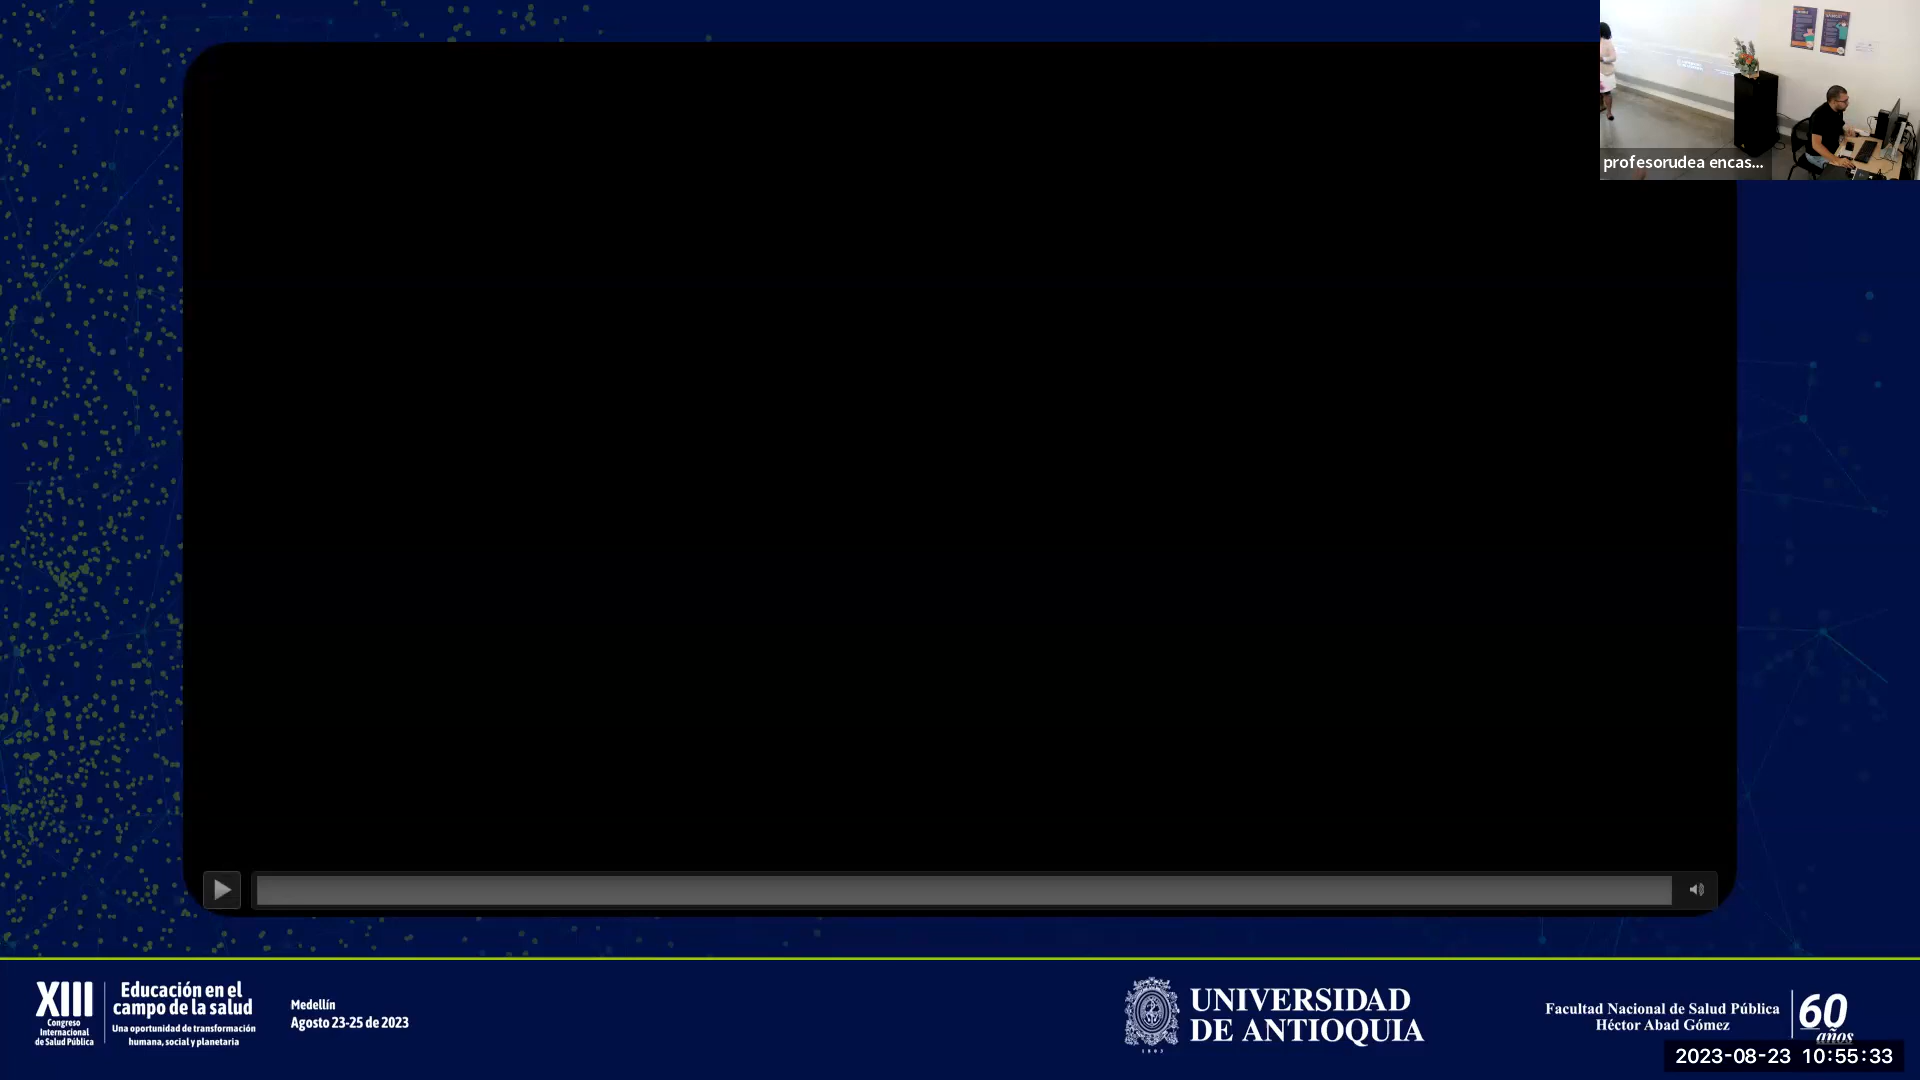 profesorudea encas...
XIII
Congreso
Internacional
de Salud Pública
Educación en el
campo de la salud
Una oportunidad de transformación
humana, social y planetaria
Medellín
Agosto 23-25 de 2023
UNIVERSIDAD
DE ANTIOQUIA
1803
Facultad Nacional de Salud Pública
Héctor Abad Gómez
60
años
2023-08-23 10:55:33